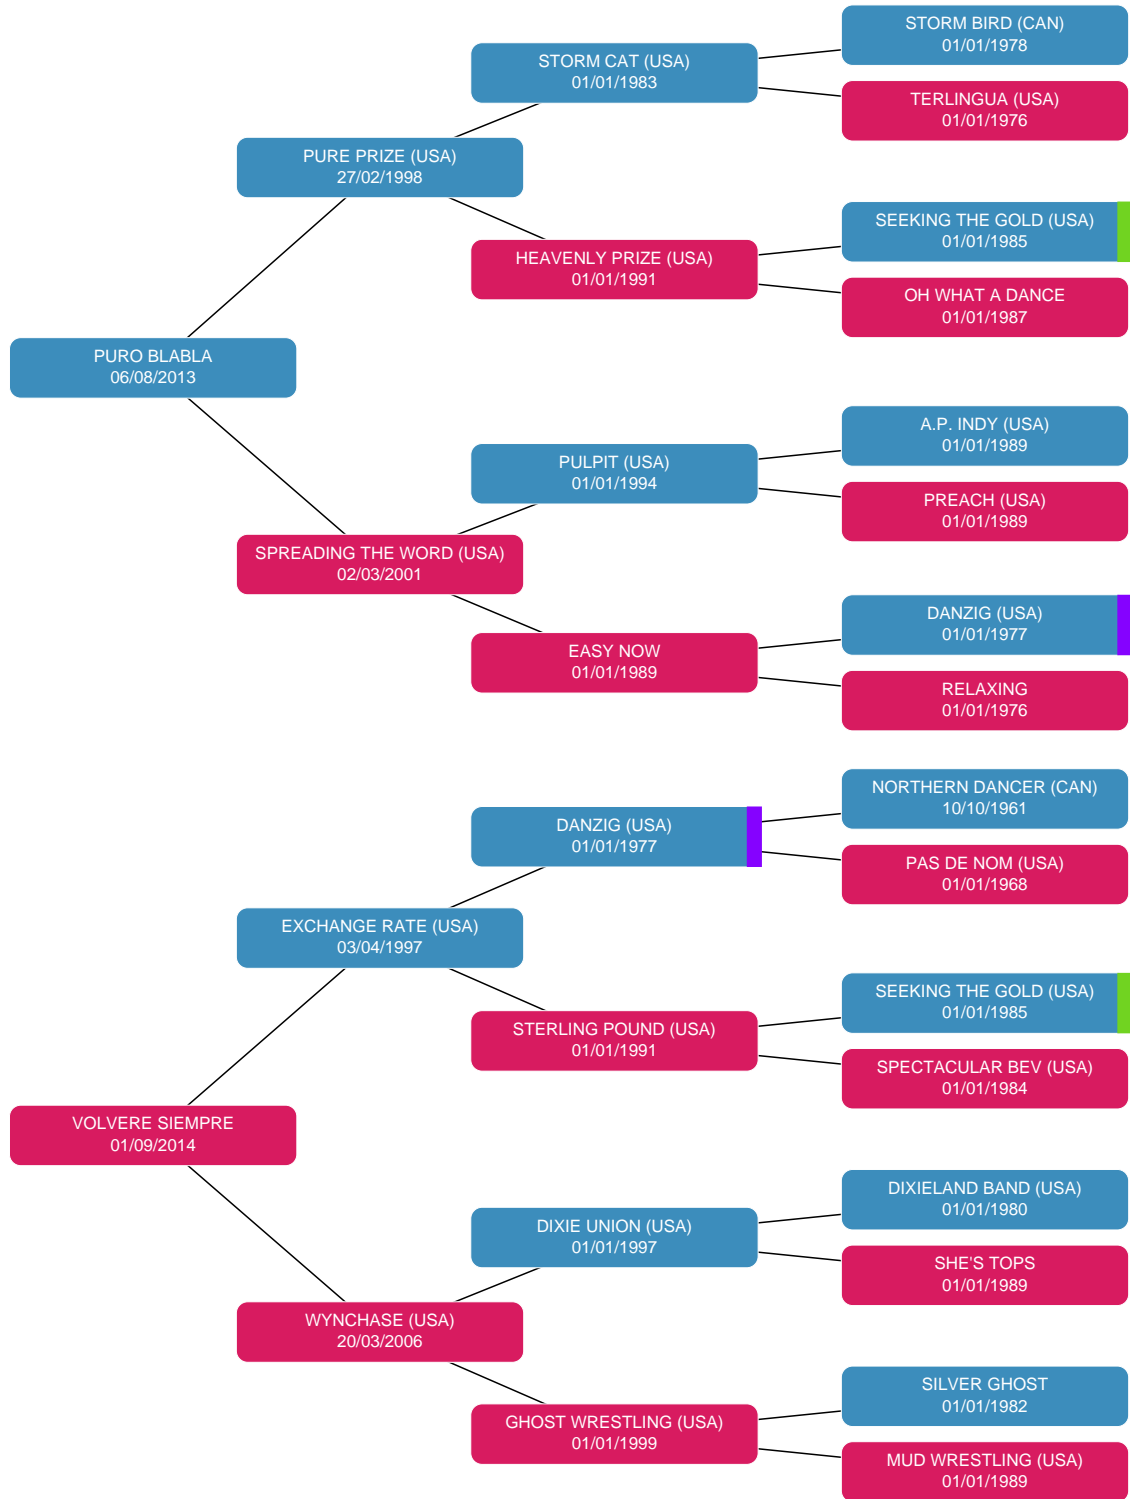 STORM BIRD (CAN)
01/01/1978
STORM CAT (USA)
01/01/1983
TERLINGUA (USA)
01/01/1976
PURE PRIZE (USA)
27/02/1998
SEEKING THE GOLD (USA)
01/01/1985
HEAVENLY PRIZE (USA)
01/01/1991
OH WHAT A DANCE
01/01/1987
PURO BLABLA
06/08/2013
A.P. INDY (USA)
01/01/1989
PULPIT (USA)
01/01/1994
PREACH (USA)
01/01/1989
SPREADING THE WORD (USA)
02/03/2001
DANZIG (USA)
01/01/1977
EASY NOW
01/01/1989
RELAXING
01/01/1976
NORTHERN DANCER (CAN)
10/10/1961
DANZIG (USA)
01/01/1977
PAS DE NOM (USA)
01/01/1968
EXCHANGE RATE (USA)
03/04/1997
SEEKING THE GOLD (USA)
01/01/1985
STERLING POUND (USA)
01/01/1991
SPECTACULAR BEV (USA)
01/01/1984
VOLVERE SIEMPRE
01/09/2014
DIXIELAND BAND (USA)
01/01/1980
DIXIE UNION (USA)
01/01/1997
SHE'S TOPS
01/01/1989
WYNCHASE (USA)
20/03/2006
SILVER GHOST
01/01/1982
GHOST WRESTLING (USA)
01/01/1999
MUD WRESTLING (USA)
01/01/1989